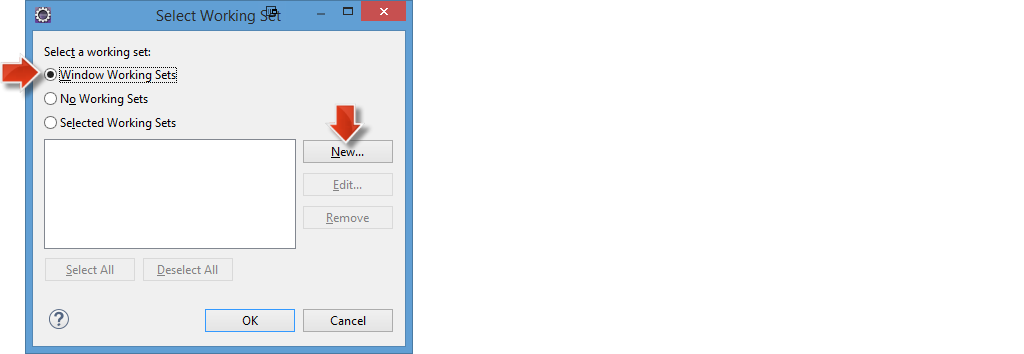 Select Working Set
Select a working set:
Window Working Sets
No Working Sets
Selected Working Sets
New...
Edit...
Remove
Select All Deselect All
? OK Cancel